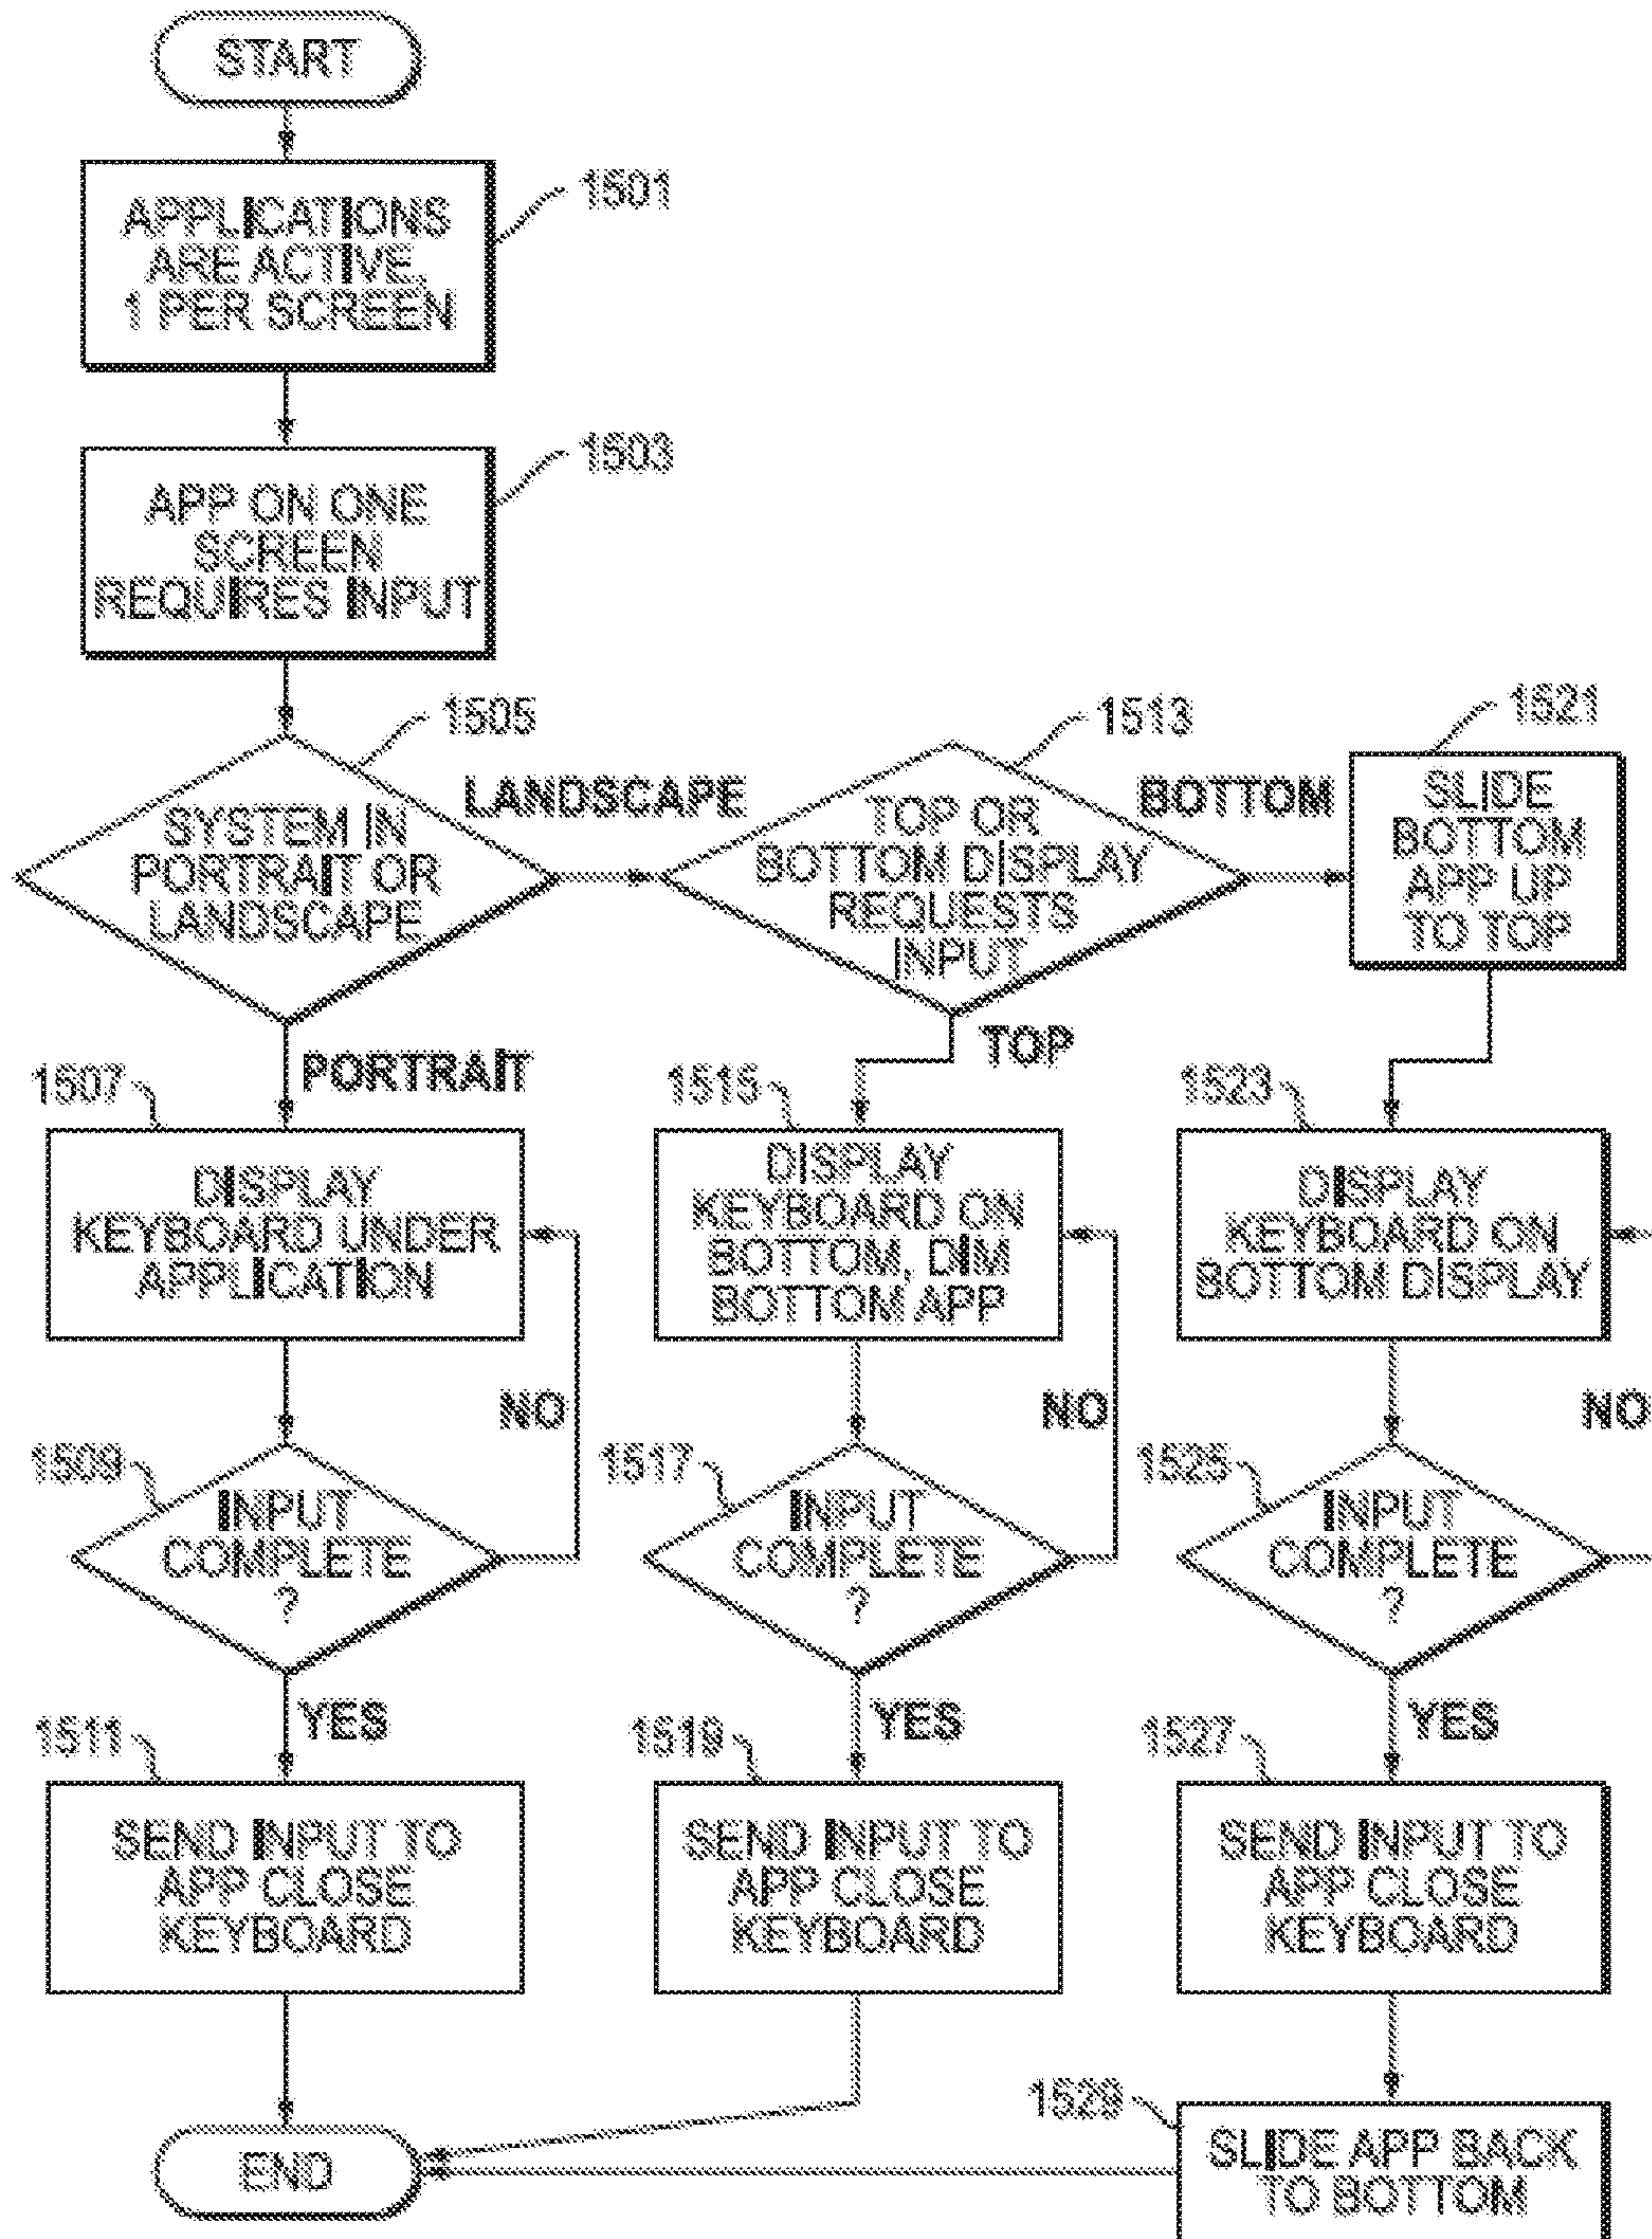 START
1501
APPLICATIONS
ARE ACTIVE,
1 PER SCREEN
1503
APP ON ONE
SCREEN
REQUIRES INPUT
1505
SYSTEM IN
PORTRAIT OR
LANDSCAPE
LANDSCAPE
1513
TOP OR
BOTTOM DISPLAY
REQUESTS
INPUT
BOTTOM
1521
SLIDE
BOTTOM
APP UP
TO TOP
PORTRAIT
TOP
1507
DISPLAY
KEYBOARD UNDER
APPLICATION
1515
DISPLAY
KEYBOARD ON
BOTTOM, DIM
BOTTOM APP
1523
DISPLAY
KEYBOARD ON
BOTTOM DISPLAY
NO
NO
NO
1509
INPUT
COMPLETE
?
1517
INPUT
COMPLETE
?
1525
INPUT
COMPLETE
?
YES
YES
YES
1511
SEND INPUT TO
APP CLOSE
KEYBOARD
1519
SEND INPUT TO
APP CLOSE
KEYBOARD
1527
SEND INPUT TO
APP CLOSE
KEYBOARD
END
1529
SLIDE APP BACK
TO BOTTOM